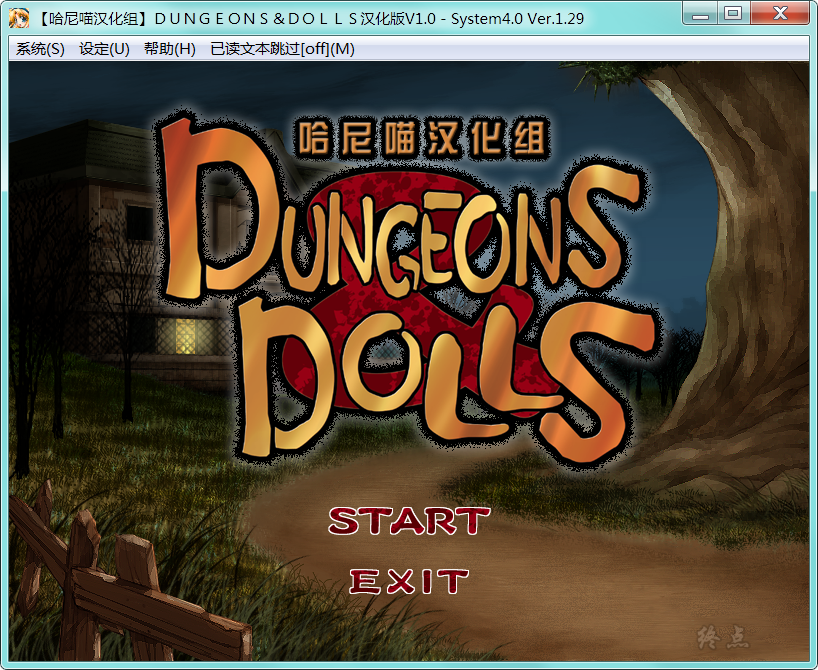 【哈尼喵汉化组】ＤＵＮＧＥＯＮＳ＆ＤＯＬＬＳ汉化版V1.0 - System4.0 Ver.1.29
系统(S) 设定(U) 帮助(H) 已读文本跳过[off](M)
哈尼喵汉化组
DUNGEONS
&
DOLLS
START
EXIT
终点